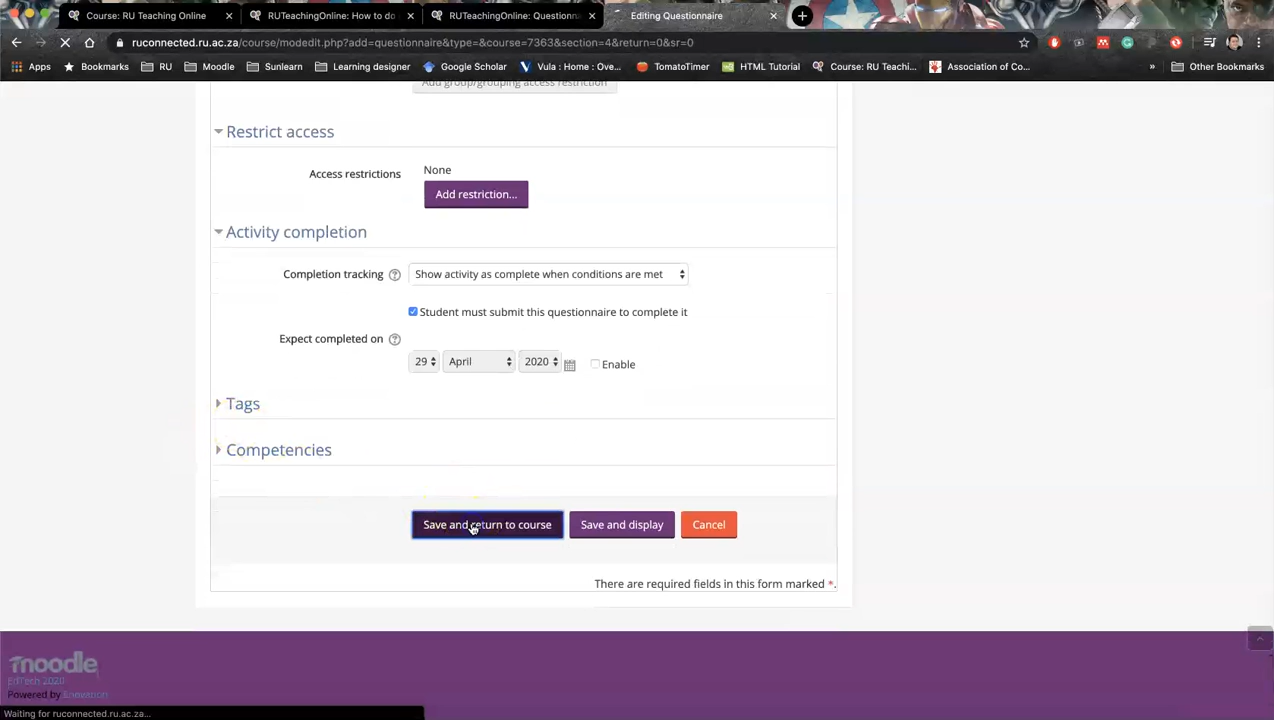 Course: RU Teaching Online
RUTeachingOnline: How to do
RUTeachingOnline: Questionna
Editing Questionnaire
ruconnected.ru.ac.za/course/modedit.php?add=questionnaire&type=&course=7363&section=4&return=0&sr=0
Apps
Bookmarks
RU
Moodle
Sunlearn
Learning designer
Google Scholar
Vula : Home : Ove...
TomatoTimer
HTML Tutorial
Course: RU Teachi...
Association of Co...
»
Other Bookmarks
Add group/grouping access restriction
Restrict access
Access restrictions
None
Add restriction...
Activity completion
Completion tracking
Show activity as complete when conditions are met
Student must submit this questionnaire to complete it
Expect completed on
29 April 2020 Enable
Tags
Competencies
Save and return to course
Save and display
Cancel
There are required fields in this form marked *.
moodle
EdTech 2020
Powered by Eonvation
Waiting for ruconnected.ru.ac.za...